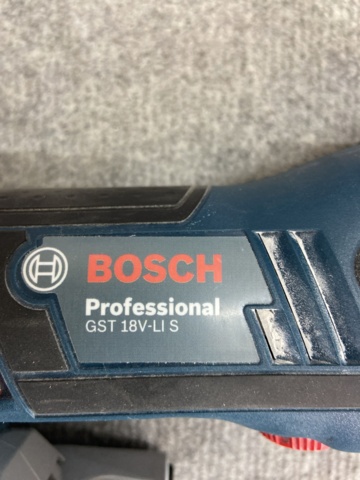 BOSCH
Professional
GST 18V-LI S